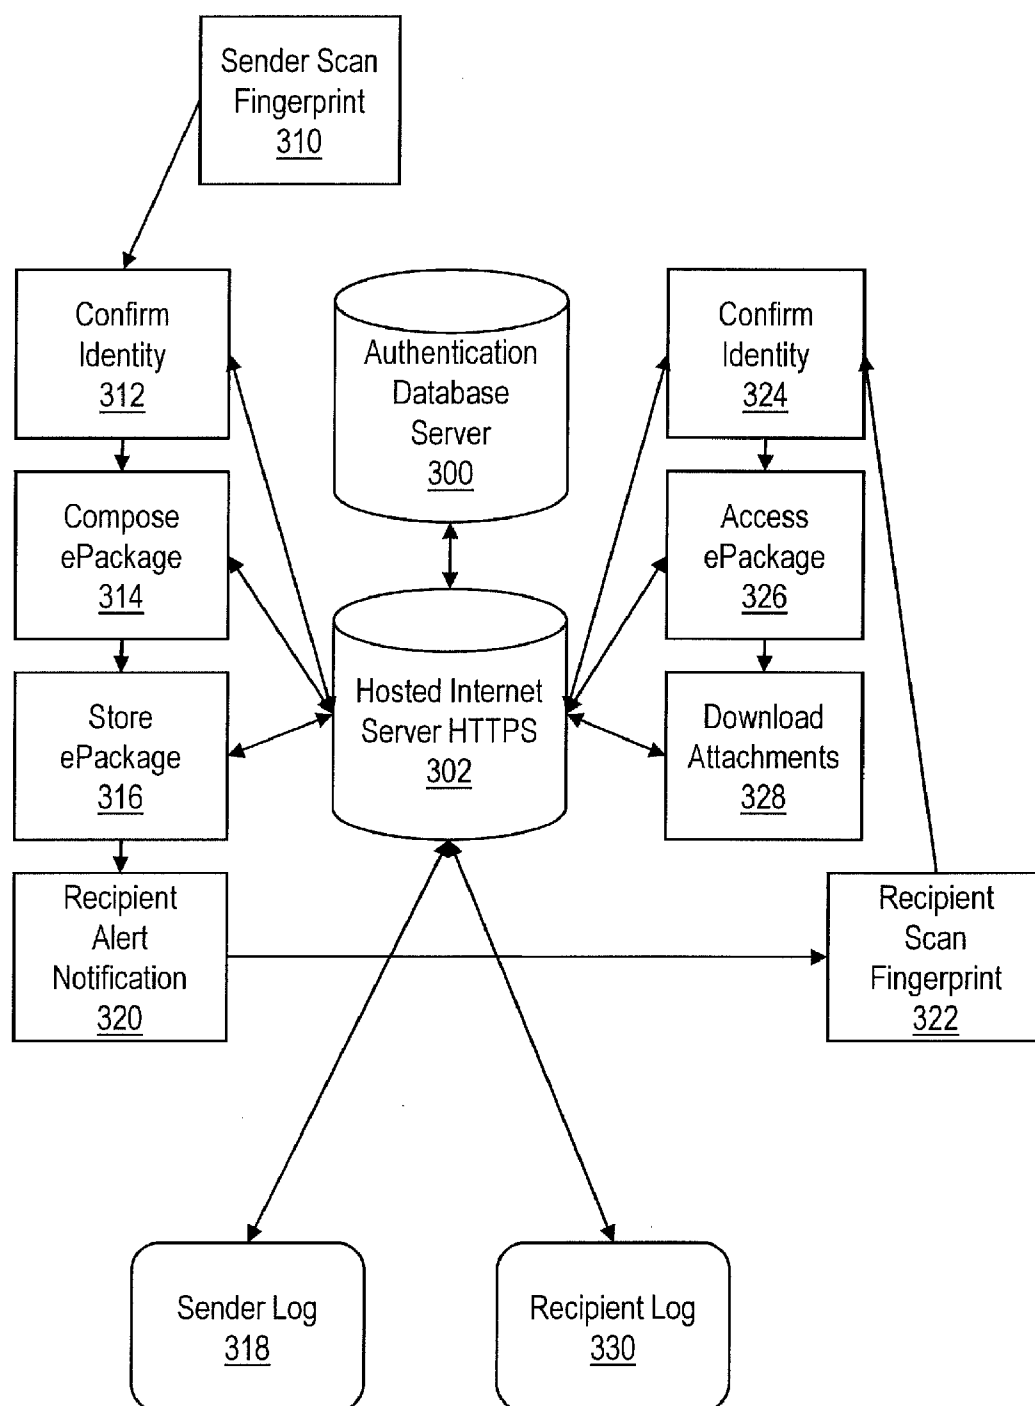 Sender Scan
Fingerprint
310
Confirm
Identity
312
Authentication
Database
Server
300
Confirm
Identity
324
Compose
ePackage
314
Access
ePackage
326
Store
ePackage
316
Hosted Internet
Server HTTPS
302
Download
Attachments
328
Recipient
Alert
Notification
320
Recipient
Scan
Fingerprint
322
Sender Log
318
Recipient Log
330